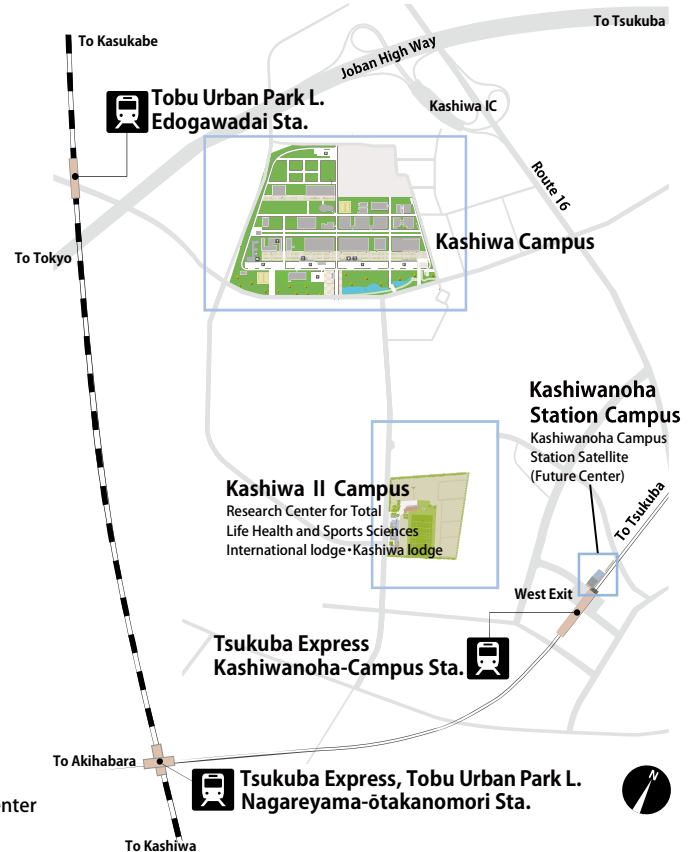 To Tsukuba
To Kasukabe
Joban High Way
Tobu Urban Park L.
Edogawadai Sta.
Kashiwa IC
Route 16
Kashiwa Campus
To Tokyo
Kashiwanoha
Station Campus
Kashiwanoha Campus
Station Satellite
(Future Center)
Kashiwa II Campus
Research Center for Total
Life Health and Sports Sciences
International lodge・Kashiwa lodge
To Tsukuba
West Exit
Tsukuba Express
Kashiwanoha-Campus Sta.
To Akihabara
Tsukuba Express, Tobu Urban Park L.
Nagareyama-ōtakanomori Sta.
N
enter
To Kashiwa